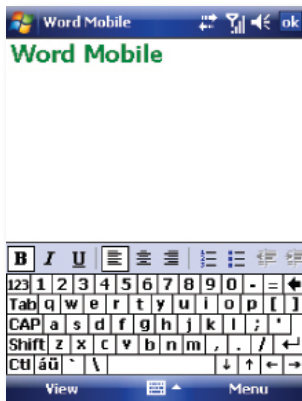 Word Mobile ok
Word Mobile
B I U
123 1 2 3 4 5 6 7 8 9 0 - =
Tab q w e r t y u i o p [ ]
CAP a s d f g h j k l ; '
Shift z x c v b n m , . /
Ctl áü ` \
View Menu